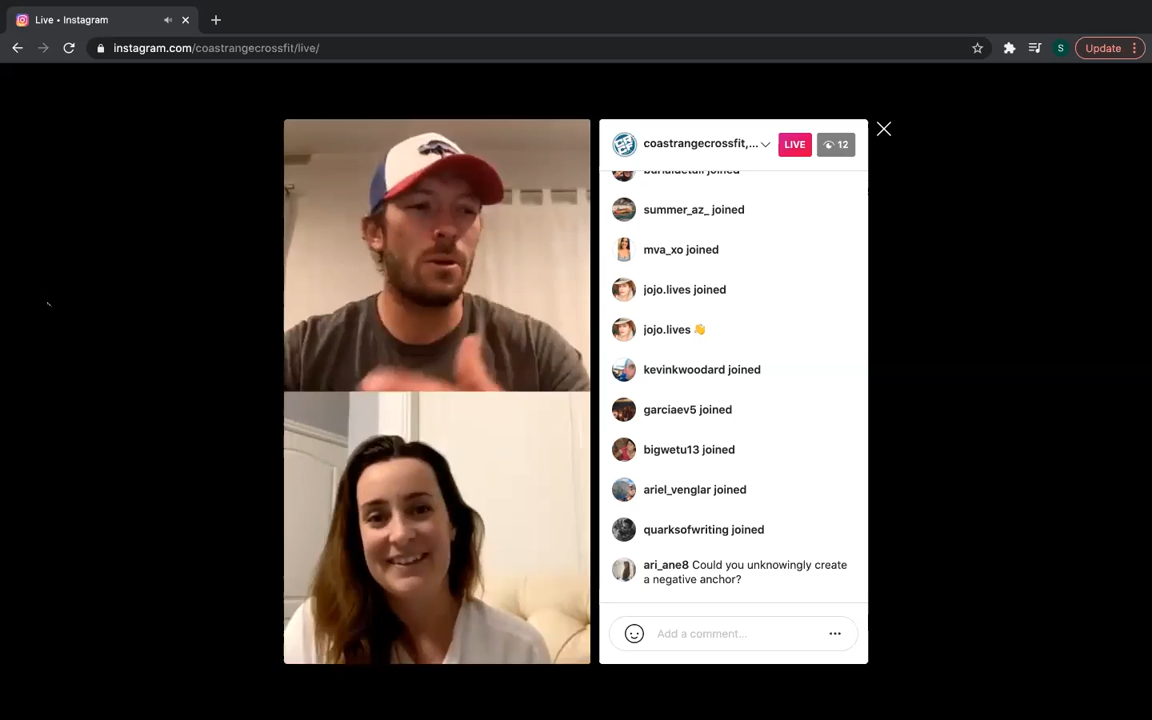 Live • Instagram
instagram.com/coastrangecrossfit/live/
S
Update
coastrangecrossfit,...
LIVE
12
joined
summer_az_ joined
mva_xo joined
jojo.lives joined
jojo.lives 👋
kevinkwoodard joined
garciaev5 joined
bigwetu13 joined
ariel_venglar joined
quarksofwriting joined
ari_ane8 Could you unknowingly create
a negative anchor?
Add a comment...